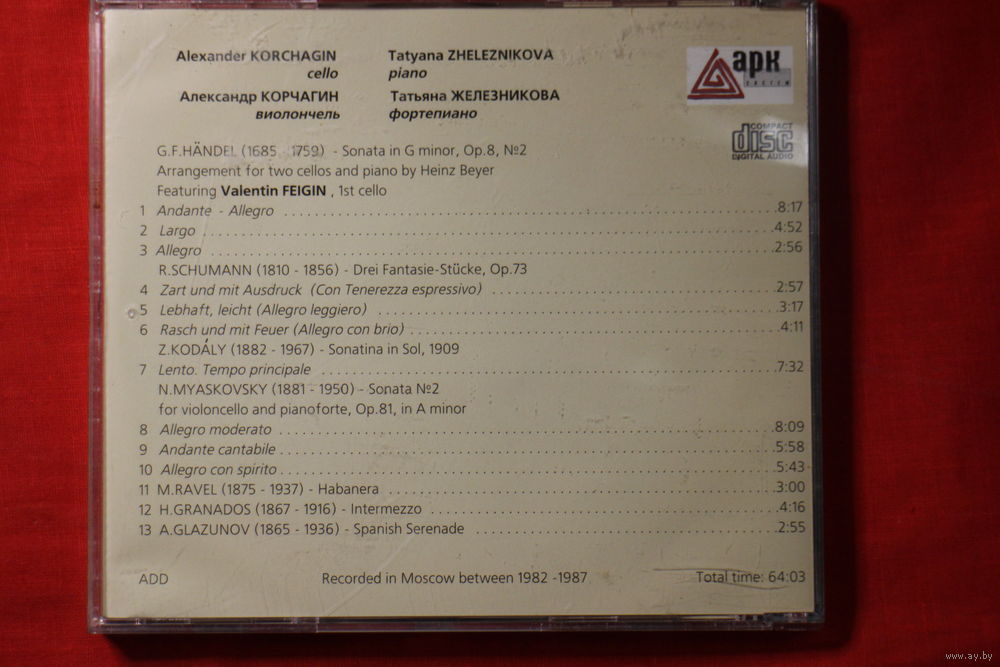 Alexander KORCHAGIN
cello
Tatyana ZHELEZNIKOVA
piano
Александр КОРЧАГИН
виолончель
Татьяна ЖЕЛЕЗНИКОВА
фортепиано
арк
СИСТЕМ
COMPACT
disc
DIGITAL AUDIO
G.F.HÄNDEL (1685 - 1759) - Sonata in G minor, Op.8, №2
Arrangement for two cellos and piano by Heinz Beyer
Featuring Valentin FEIGIN , 1st cello
1 Andante - Allegro 8:17
2 Largo 4:52
3 Allegro 2:56
R.SCHUMANN (1810 - 1856) - Drei Fantasie-Stücke, Op.73
4 Zart und mit Ausdruck (Con Tenerezza espressivo) 2:57
5 Lebhaft, leicht (Allegro leggiero) 3:17
6 Rasch und mit Feuer (Allegro con brio) 4:11
Z.KODÁLY (1882 - 1967) - Sonatina in Sol, 1909
7 Lento. Tempo principale 7:32
N.MYASKOVSKY (1881 - 1950) - Sonata №2
for violoncello and pianoforte, Op.81, in A minor
8 Allegro moderato 8:09
9 Andante cantabile 5:58
10 Allegro con spirito 5:43
11 M.RAVEL (1875 - 1937) - Habanera 3:00
12 H.GRANADOS (1867 - 1916) - Intermezzo 4:16
13 A.GLAZUNOV (1865 - 1936) - Spanish Serenade 2:55
ADD
Recorded in Moscow between 1982 -1987
Total time: 64:03
www.ay.by